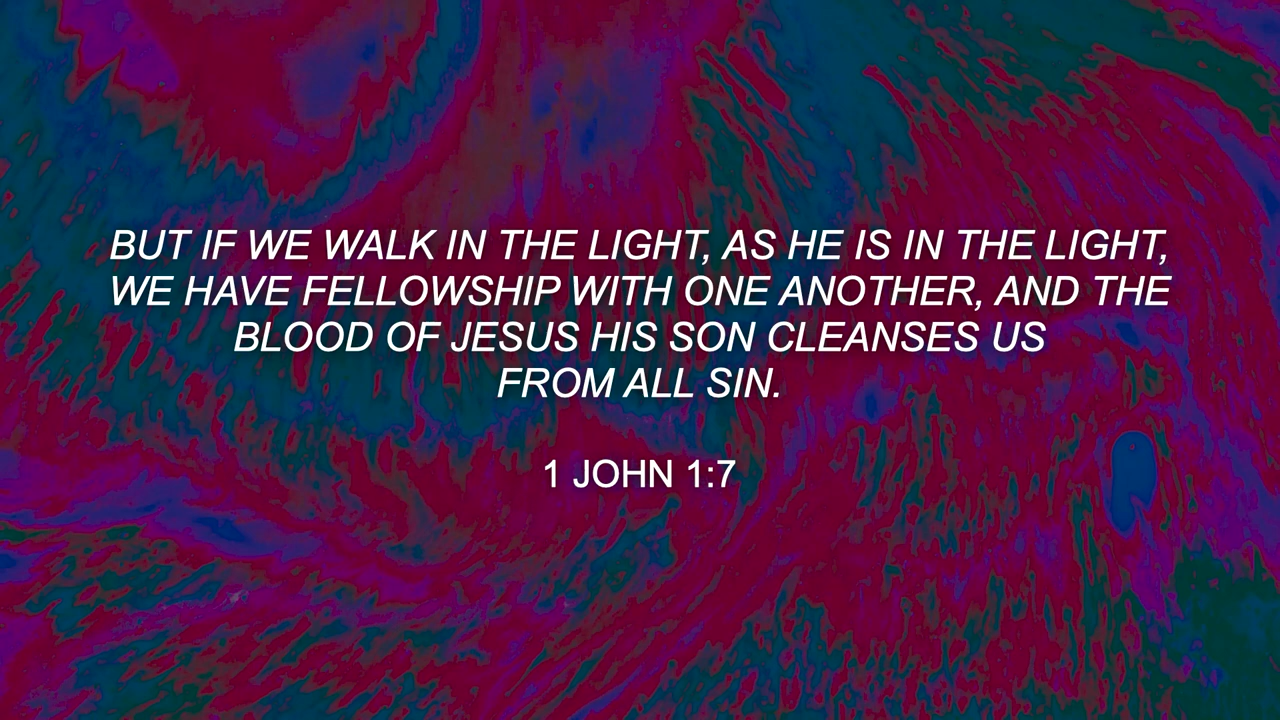 BUT IF WE WALK IN THE LIGHT, AS HE IS IN THE LIGHT,
WE HAVE FELLOWSHIP WITH ONE ANOTHER, AND THE
BLOOD OF JESUS HIS SON CLEANSES US
FROM ALL SIN.
1 JOHN 1:7